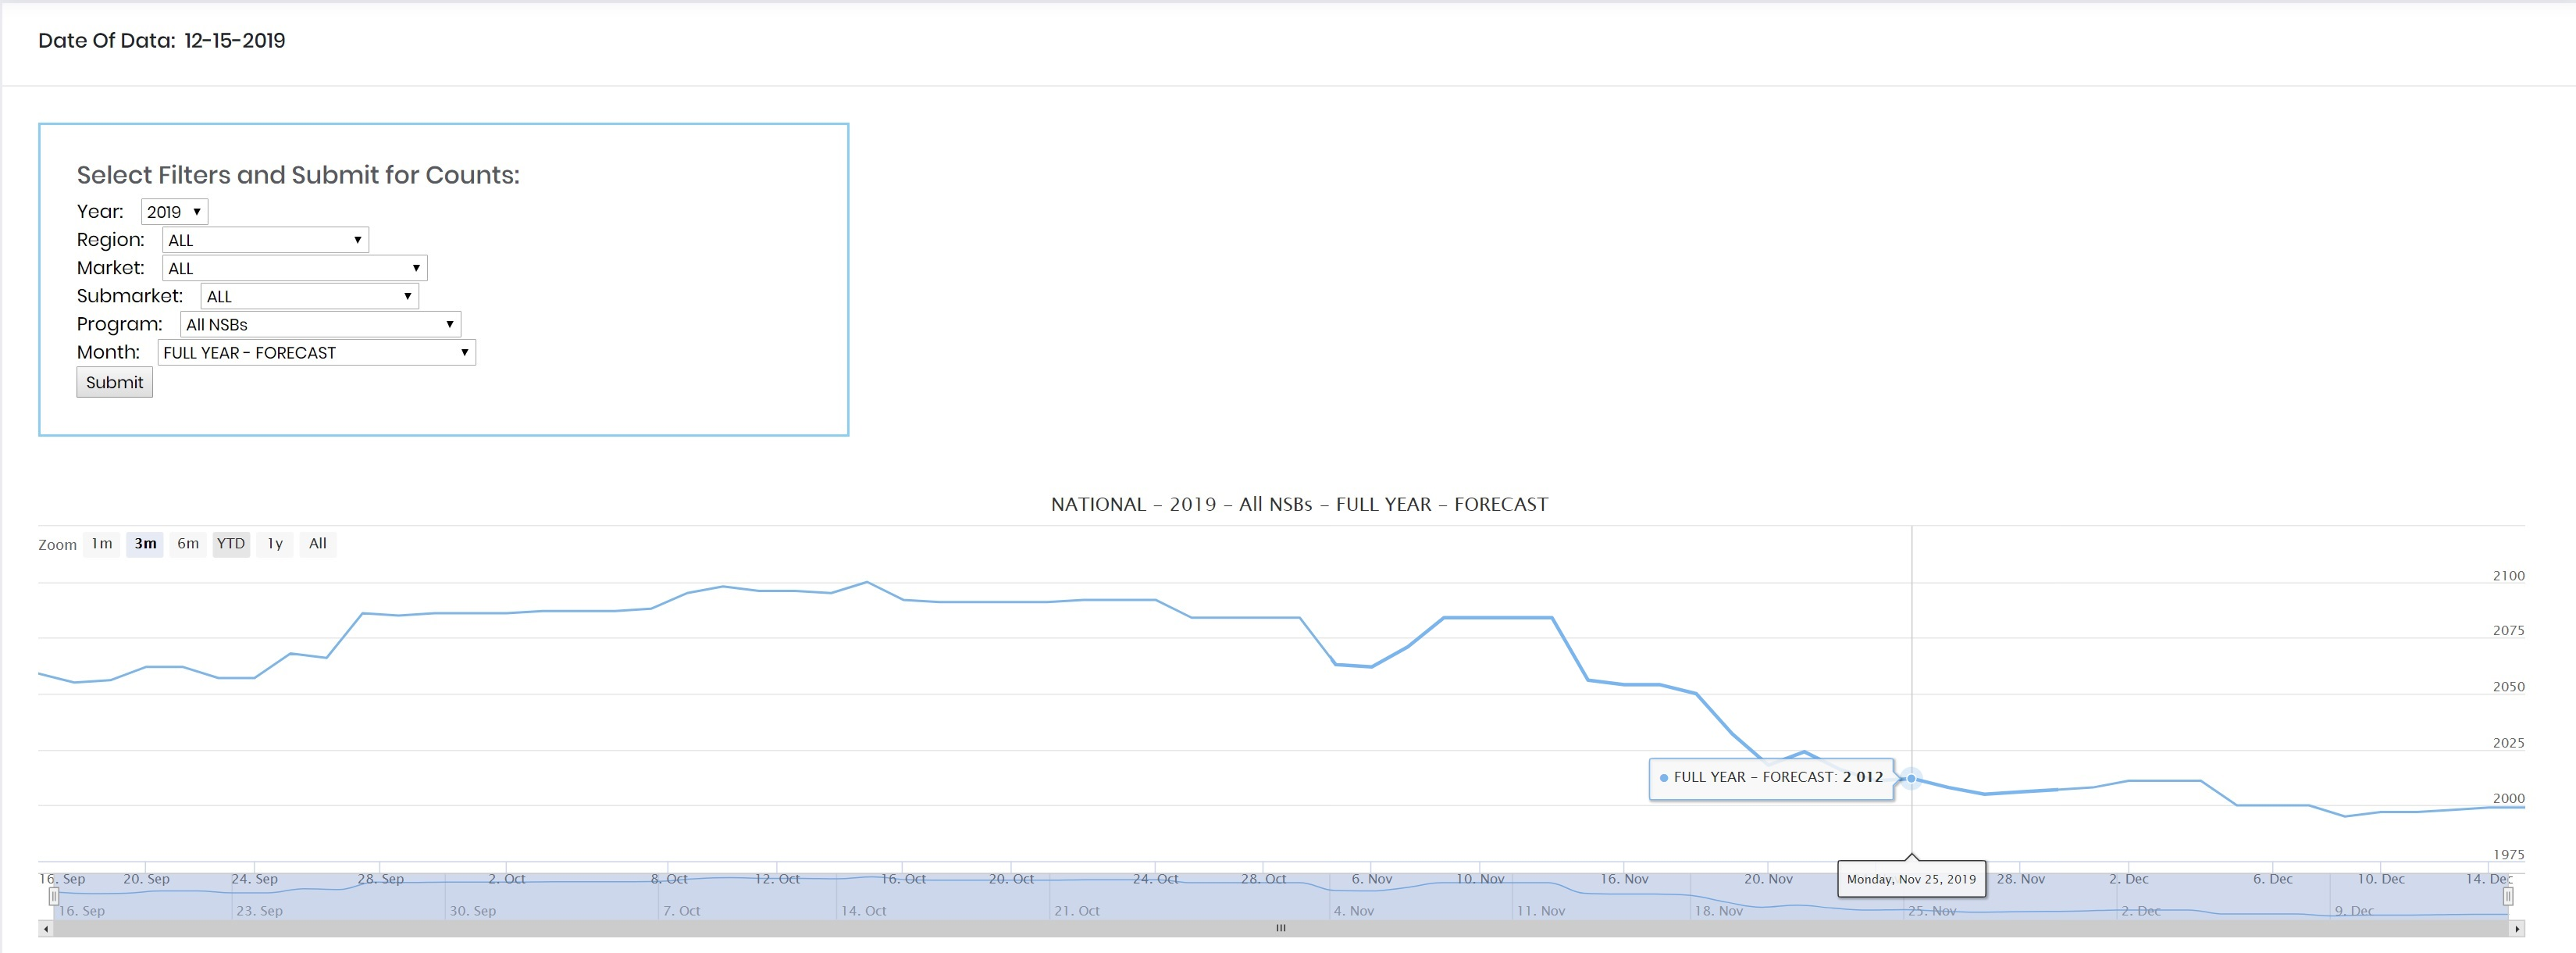 Date Of Data: 12-15-2019
Select Filters and Submit for Counts:
Year: 2019
Region: ALL
Market: ALL
Submarket: ALL
Program: All NSBs
Month: FULL YEAR - FORECAST
Submit
NATIONAL - 2019 - All NSBs - FULL YEAR - FORECAST
Zoom 1m 3m 6m YTD 1y All
2100
2075
2050
2025
FULL YEAR - FORECAST: 2 012
2000
1975
16. Sep 20. Sep 24. Sep 28. Sep 2. Oct 8. Oct 12. Oct 16. Oct 20. Oct 24. Oct 28. Oct 6. Nov 10. Nov 16. Nov 20. Nov Monday, Nov 25, 2019 28. Nov 2. Dec 6. Dec 10. Dec 14. Dec
16. Sep 23. Sep 30. Sep 7. Oct 14. Oct 21. Oct 4. Nov 11. Nov 18. Nov 25. Nov 2. Dec 9. Dec